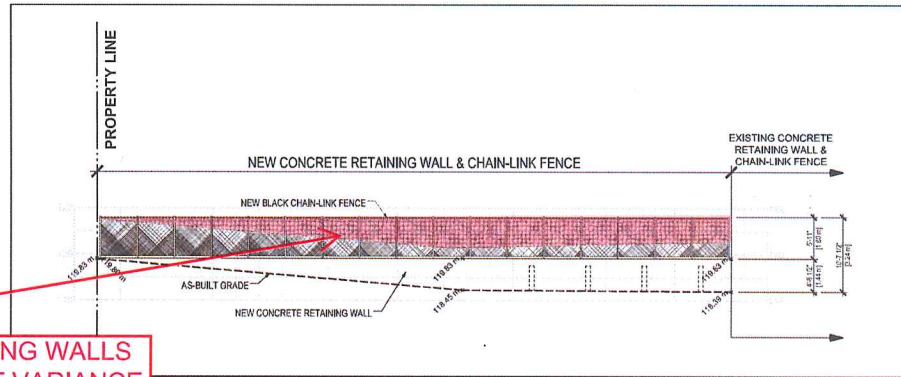 PROPERTY LINE
EXISTING CONCRETE
RETAINING WALL &
CHAIN-LINK FENCE
NEW CONCRETE RETAINING WALL & CHAIN-LINK FENCE
NEW BLACK CHAIN-LINK FENCE
119.83 m
119.83 m
119.83 m
5'-11"
[1.80 m]
4'-8 1/2"
[1.44 m]
10'-7 1/2"
[3.24 m]
AS-BUILT GRADE
118.45 m
118.39 m
NEW CONCRETE RETAINING WALL
NG WALLS
VARIANCE